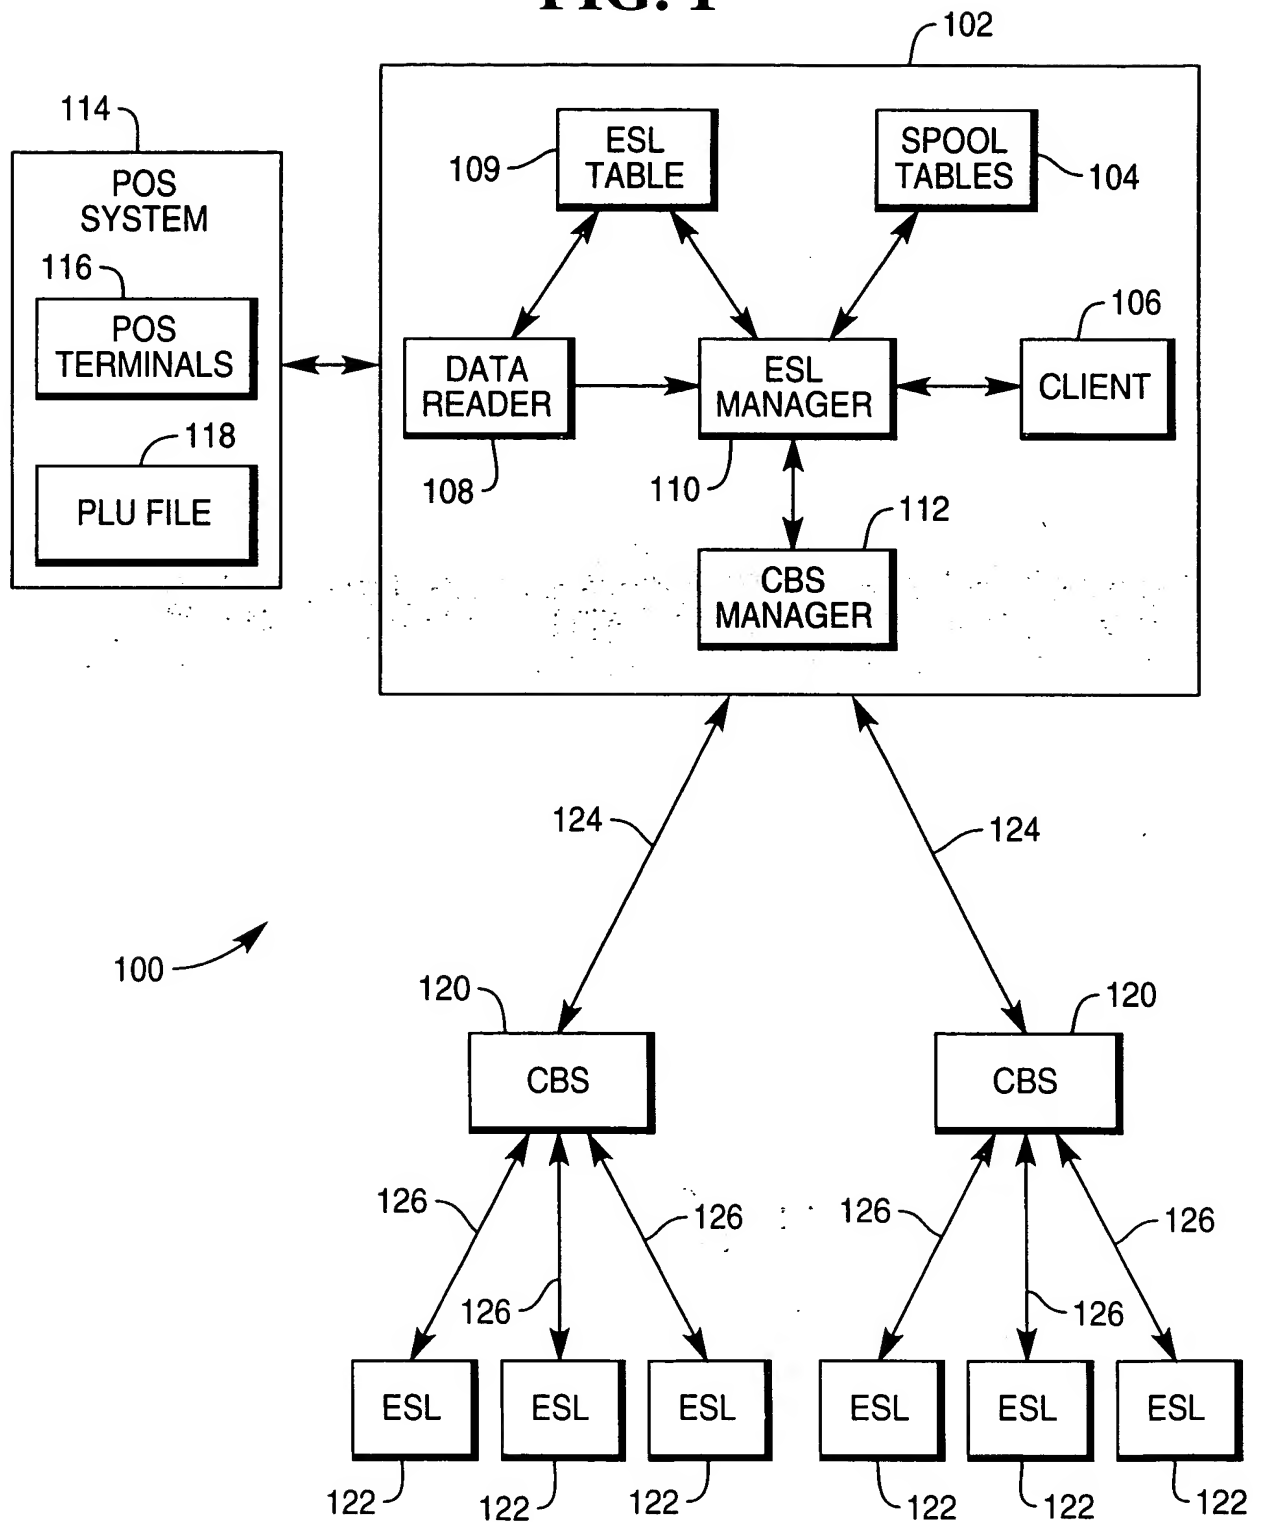 FIG. 1
102
114
POS
SYSTEM
116
POS
TERMINALS
118
PLU FILE
109
ESL
TABLE
SPOOL
TABLES
104
106
DATA
READER
ESL
MANAGER
CLIENT
108
110
112
CBS
MANAGER
124
124
100
120
120
CBS
CBS
126
126
126
126
126
126
ESL
ESL
ESL
ESL
ESL
ESL
122
122
122
122
122
122